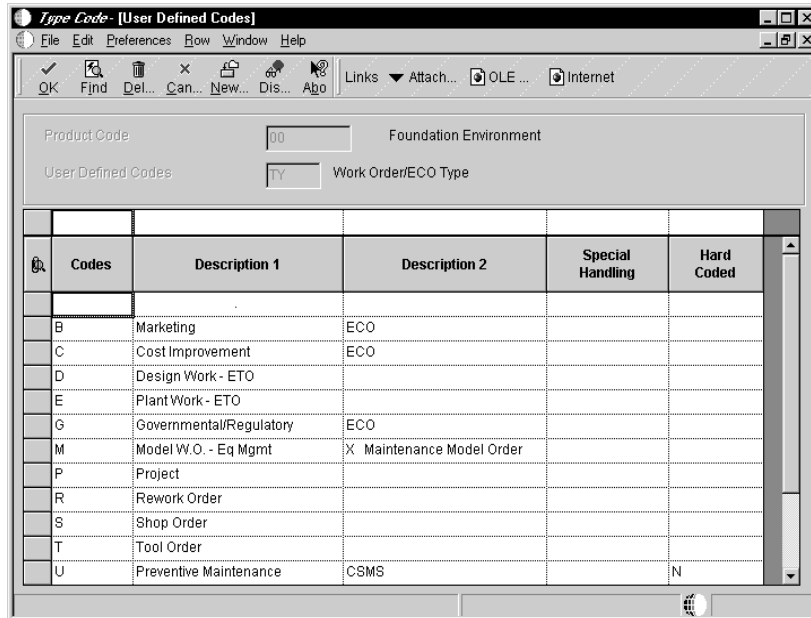 Type Code - [User Defined Codes]
File Edit Preferences Row Window Help
OK Find Del... Can... New... Dis... Abo Links Attach... OLE ... Internet
Product Code 00 Foundation Environment
User Defined Codes TY Work Order/ECO Type
Codes Description 1 Description 2 Special Handling Hard Coded
.
B Marketing ECO
C Cost Improvement ECO
D Design Work - ETO
E Plant Work - ETO
G Governmental/Regulatory ECO
M Model W.O. - Eq Mgmt X Maintenance Model Order
P Project
R Rework Order
S Shop Order
T Tool Order
U Preventive Maintenance CSMS N